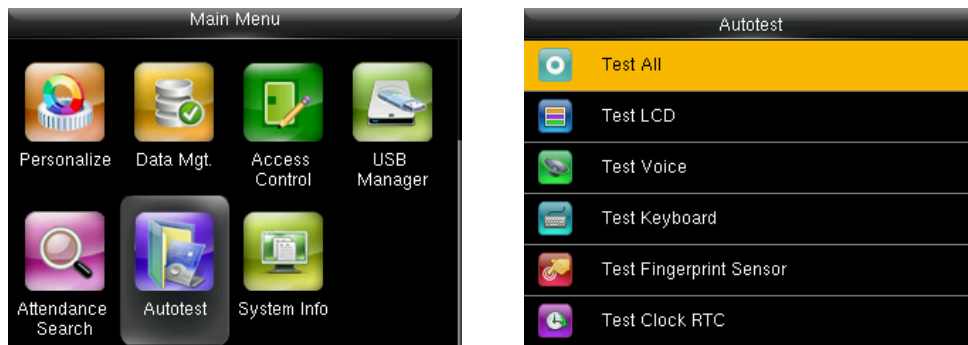 Main Menu
Personalize
Data Mgt.
Access
Control
USB
Manager
Attendance
Search
Autotest
System Info
Autotest
Test All
Test LCD
Test Voice
Test Keyboard
Test Fingerprint Sensor
Test Clock RTC